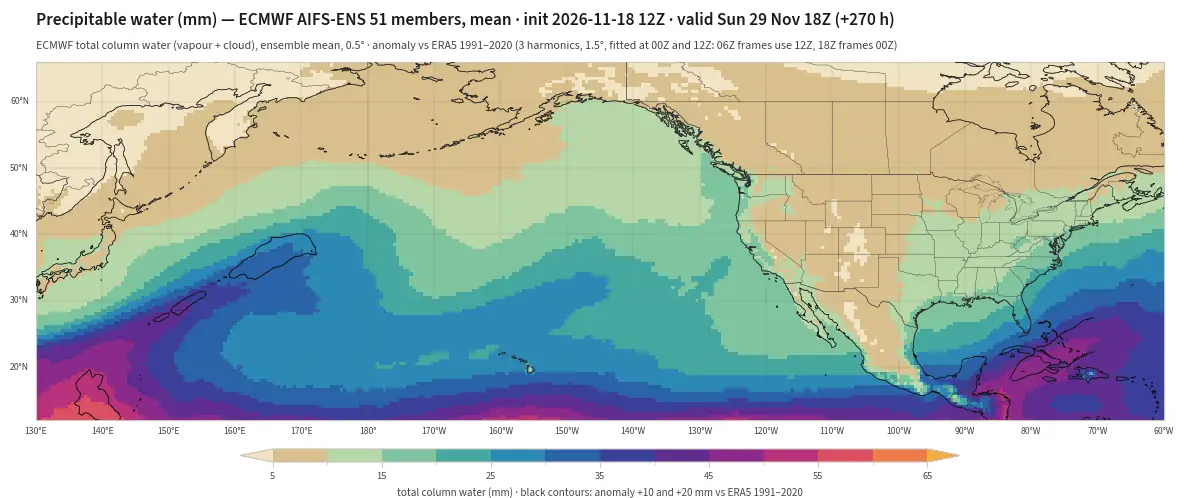 Precipitable water (mm) — ECMWF AIFS-ENS 51 members, mean · init 2026-11-18 12Z · valid Sun 29 Nov 18Z (+270 h)
ECMWF total column water (vapour + cloud), ensemble mean, 0.5° · anomaly vs ERA5 1991–2020 (3 harmonics, 1.5°, fitted at 00Z and 12Z: 06Z frames use 12Z, 18Z frames 00Z)
60°N
50°N
40°N
30°N
20°N
130°E 140°E 150°E 160°E 170°E 180° 170°W 160°W 150°W 140°W 130°W 120°W 110°W 100°W 90°W 80°W 70°W 60°W
5 15 25 35 45 55 65
total column water (mm) · black contours: anomaly +10 and +20 mm vs ERA5 1991–2020